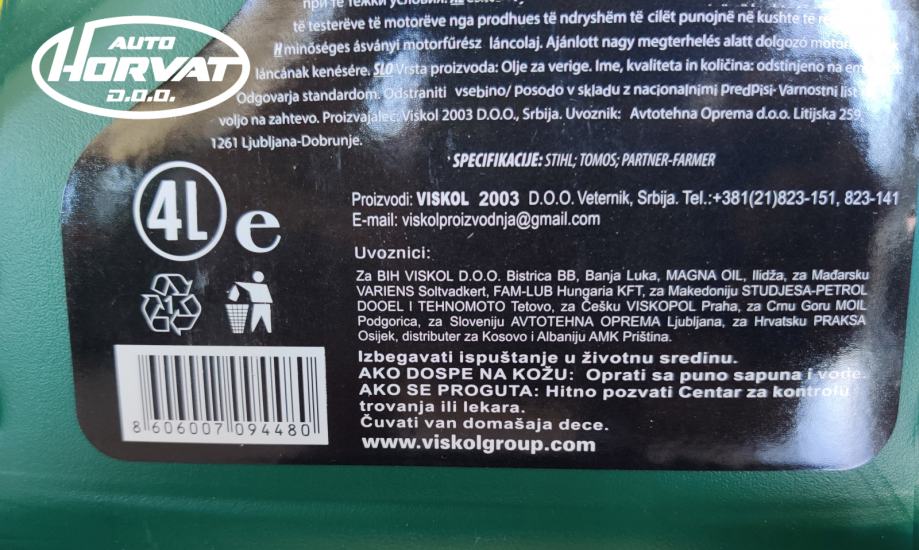 AUTO
HORVAT
D.O.O.
при те тежки условия.
të testerëve të motorëve nga prodhues të ndryshëm të cilët punojnë në kushte të
H minőséges ásványi motorfűrész láncolaj. Ajánlott nagy megterhelés alatt dolgozó
láncának kenésére. SLO Vrsta proizvoda: Olje za verige. Ime, kvaliteta in količina: odstinjeno na
Odgovarja standardom. Odstraniti vsebino/ Posodo v skladu z nacionalnimi PredPisi- Varnostni list
voljo na zahtevo. Proizvajalec: Viskol 2003 D.O.O., Srbija. Uvoznik: Avtotehna Oprema d.o.o. Litijska 259,
1261 Ljubljana-Dobrunje.
SPECIFIKACIJE: STIHL; TOMOS; PARTNER-FARMER
4L e
Proizvodi: VISKOL 2003 D.O.O. Veternik, Srbija. Tel.:+381(21)823-151, 823-141
E-mail: viskolproizvodnja@gmail.com
Uvoznici:
Za BIH VISKOL D.O.O. Bistrica BB, Banja Luka, MAGNA OIL, Ilidža, za Mađarsku
VARIENS Soltvadkert, FAM-LUB Hungaria KFT, za Makedoniju STUDJESA-PETROL
DOOEL I TEHNOMOTO Tetovo, za Češku VISKOPOL Praha, za Crnu Goru MOIL
Podgorica, za Sloveniju AVTOTEHNA OPREMA Ljubljana, za Hrvatsku PRAKSA
Osijek, distributer za Kosovo i Albaniju AMK Priština.
1
Izbegavati ispuštanje u životnu sredinu.
AKO DOSPE NA KOŽU: Oprati sa puno sapuna i vode.
AKO SE PROGUTA: Hitno pozvati Centar za kontrolu
trovanja ili lekara.
Čuvati van domašaja dece.
www.viskolgroup.com
8 606007 094480